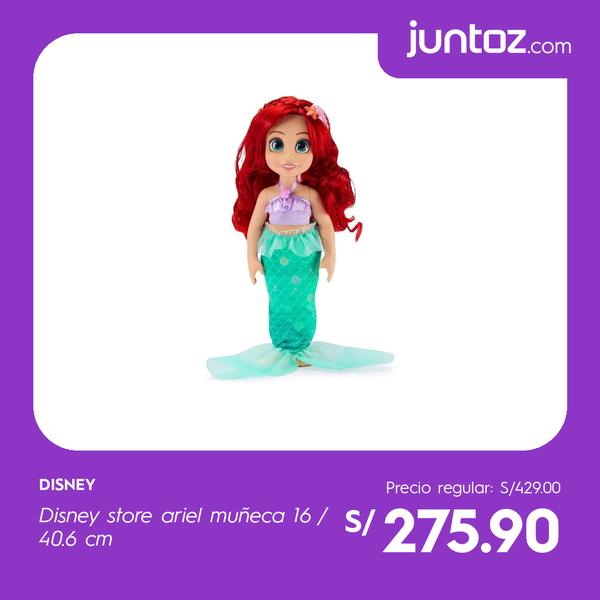 juntoz.com
DISNEY
Disney store ariel muñeca 16 /
40.6 cm
Precio regular: S/429.00
S/ 275.90